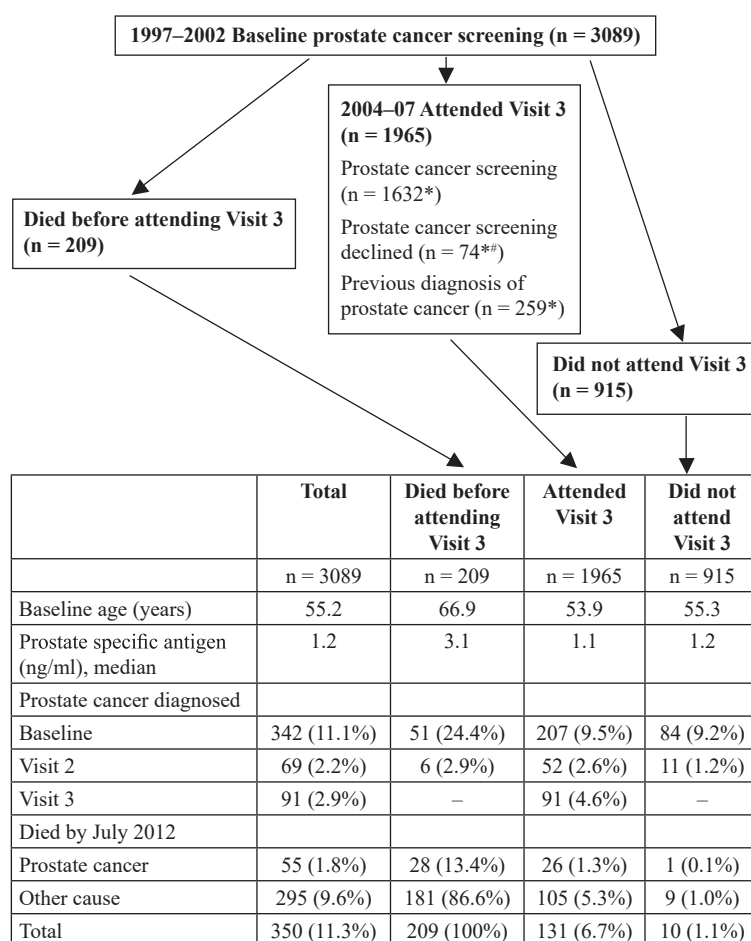 1997–2002 Baseline prostate cancer screening (n = 3089)
2004–07 Attended Visit 3
(n = 1965)
Prostate cancer screening
(n = 1632*)
Prostate cancer screening
declined (n = 74*#)
Previous diagnosis of
prostate cancer (n = 259*)
Died before attending Visit 3
(n = 209)
Did not attend Visit 3
(n = 915)
Total Died before attending Visit 3 Attended Visit 3 Did not attend Visit 3
n = 3089 n = 209 n = 1965 n = 915
Baseline age (years) 55.2 66.9 53.9 55.3
Prostate specific antigen (ng/ml), median 1.2 3.1 1.1 1.2
Prostate cancer diagnosed
Baseline 342 (11.1%) 51 (24.4%) 207 (9.5%) 84 (9.2%)
Visit 2 69 (2.2%) 6 (2.9%) 52 (2.6%) 11 (1.2%)
Visit 3 91 (2.9%) – 91 (4.6%) –
Died by July 2012
Prostate cancer 55 (1.8%) 28 (13.4%) 26 (1.3%) 1 (0.1%)
Other cause 295 (9.6%) 181 (86.6%) 105 (5.3%) 9 (1.0%)
Total 350 (11.3%) 209 (100%) 131 (6.7%) 10 (1.1%)